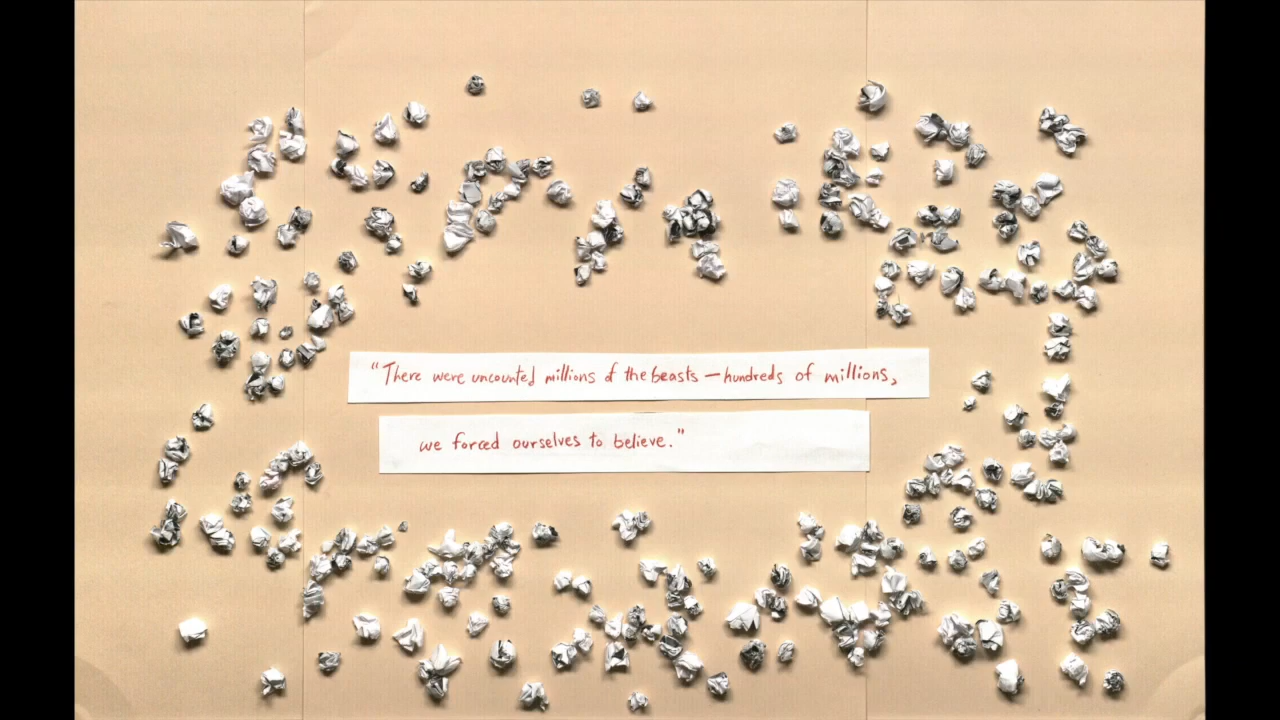 “There were uncounted millions of the beasts — hundreds of millions,
we forced ourselves to believe.”